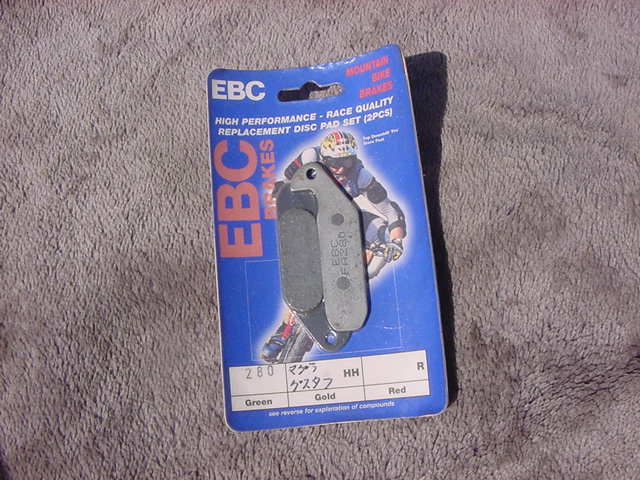 EBC
MOUNTAIN
BIKE
BRAKES
HIGH PERFORMANCE - RACE QUALITY
REPLACEMENT DISC PAD SET (2PCS)
EBC
BRAKES
EBC
280
マグラ
HH
R
グスタフ
Green
Gold
Red
see reverse for explanation of compounds